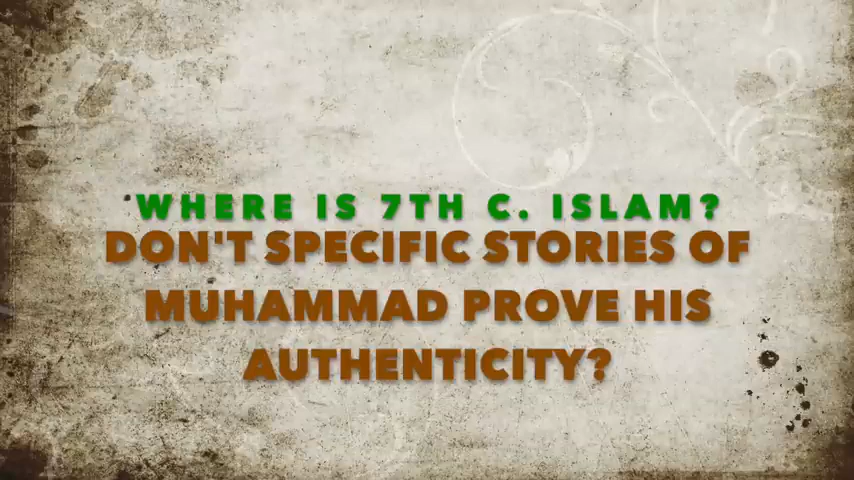 WHERE IS 7TH C. ISLAM?
DON'T SPECIFIC STORIES OF
MUHAMMAD PROVE HIS
AUTHENTICITY?